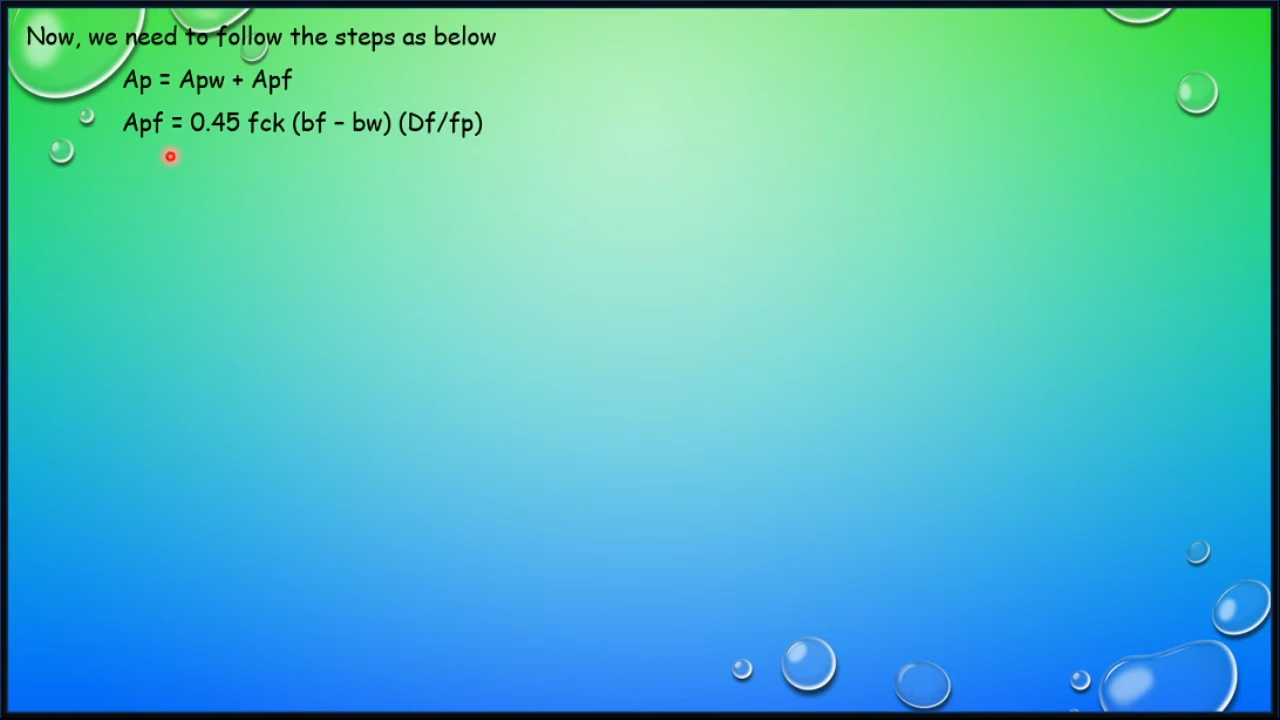 Now, we need to follow the steps as below
Ap = Apw + Apf
Apf = 0.45 fck (bf – bw) (Df/fp)